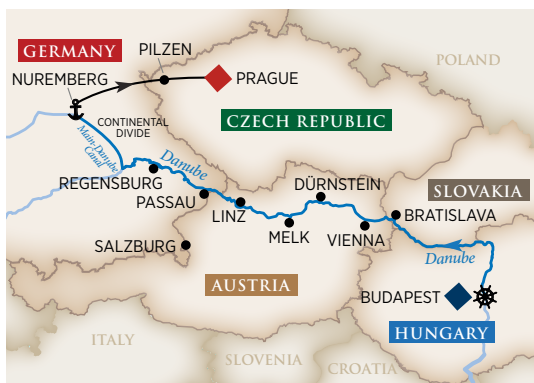 GERMANY
PILZEN
POLAND
NUREMBERG
PRAGUE
CONTINENTAL
DIVIDE
CZECH REPUBLIC
Main-Danube
Canal
Danube
REGENSBURG
DÜRNSTEIN
SLOVAKIA
PASSAU
LINZ
BRATISLAVA
MELK
VIENNA
SALZBURG
Danube
AUSTRIA
BUDAPEST
HUNGARY
ITALY
SLOVENIA
CROATIA